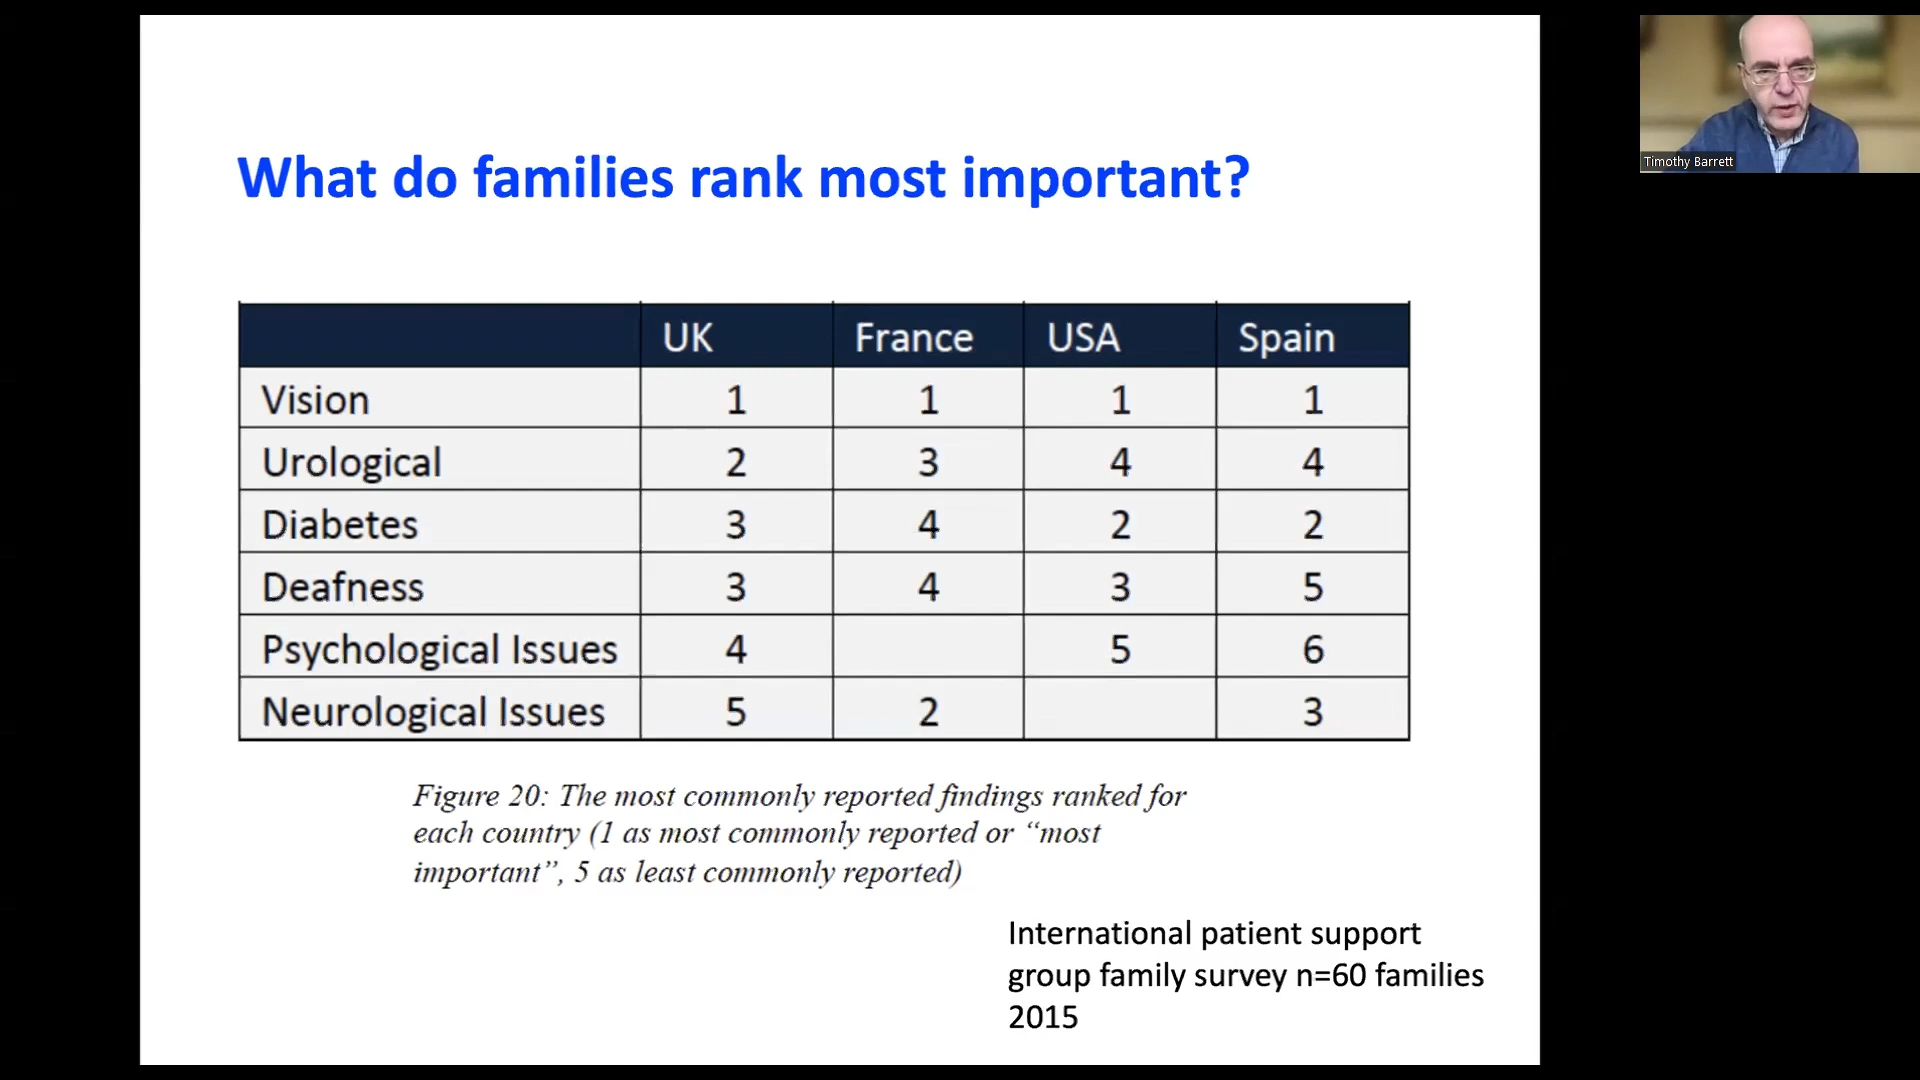 What do families rank most important?
UK France USA Spain
Vision 1 1 1 1
Urological 2 3 4 4
Diabetes 3 4 2 2
Deafness 3 4 3 5
Psychological Issues 4 5 6
Neurological Issues 5 2 3
Figure 20: The most commonly reported findings ranked for
each country (1 as most commonly reported or “most
important”, 5 as least commonly reported)
International patient support
group family survey n=60 families
2015
Timothy Barrett